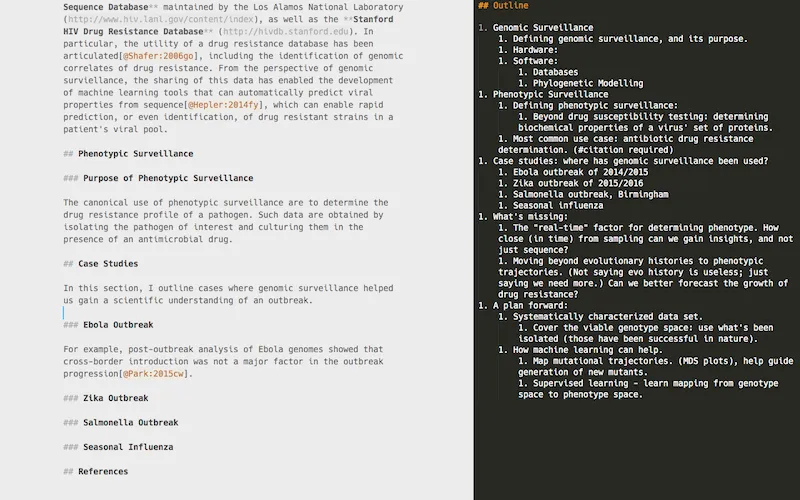 Sequence Database** maintained by the Los Alamos National Laboratory
(http://www.hiv.lanl.gov/content/index), as well as the **Stanford
HIV Drug Resistance Database** (http://hivdb.stanford.edu). In
particular, the utility of a drug resistance database has been
articulated[@Shafer:2006go], including the identification of genomic
correlates of drug resistance. From the perspective of genomic
surviellance, the sharing of this data has enabled the development
of machine learning tools that can automatically predict viral
properties from sequence[@Hepler:2014fy], which can enable rapid
prediction, or even identification, of drug resistant strains in a
patient's viral pool.
## Phenotypic Surveillance
### Purpose of Phenotypic Surveillance
The canonical use of phenotypic surveillance are to determine the
drug resistance profile of a pathogen. Such data are obtained by
isolating the pathogen of interest and culturing them in the
presence of an antimicrobial drug.
## Case Studies
In this section, I outline cases where genomic surveillance helped
us gain a scientific understanding of an outbreak.
### Ebola Outbreak
For example, post-outbreak analysis of Ebola genomes showed that
cross-border introduction was not a major factor in the outbreak
progression[@Park:2015cw].
### Zika Outbreak
### Salmonella Outbreak
### Seasonal Influenza
## References
## Outline
1. Genomic Surveillance
1. Defining genomic surveillance, and its purpose.
1. Hardware:
1. Software:
1. Databases
1. Phylogenetic Modelling
1. Phenotypic Surveillance
1. Defining phenotypic surveillance:
1. Beyond drug susceptibility testing: determining
biochemical properties of a virus' set of proteins.
1. Most common use case: antibiotic drug resistance
determination. (#citation required)
1. Case studies: where has genomic surveillance been used?
1. Ebola outbreak of 2014/2015
1. Zika outbreak of 2015/2016
1. Salmonella outbreak, Birmingham
1. Seasonal influenza
1. What's missing:
1. The "real-time" factor for determining phenotype. How
close (in time) from sampling can we gain insights, and not
just sequence?
1. Moving beyond evolutionary histories to phenotypic
trajectories. (Not saying evo history is useless; just
saying we need more.) Can we better forecast the growth of
drug resistance?
1. A plan forward:
1. Systematically characterized data set.
1. Cover the viable genotype space: use what's been
isolated (those have been successful in nature).
1. How machine learning can help.
1. Map mutational trajectories. (MDS plots), help guide
generation of new mutants.
1. Supervised learning - learn mapping from genotype
space to phenotype space.